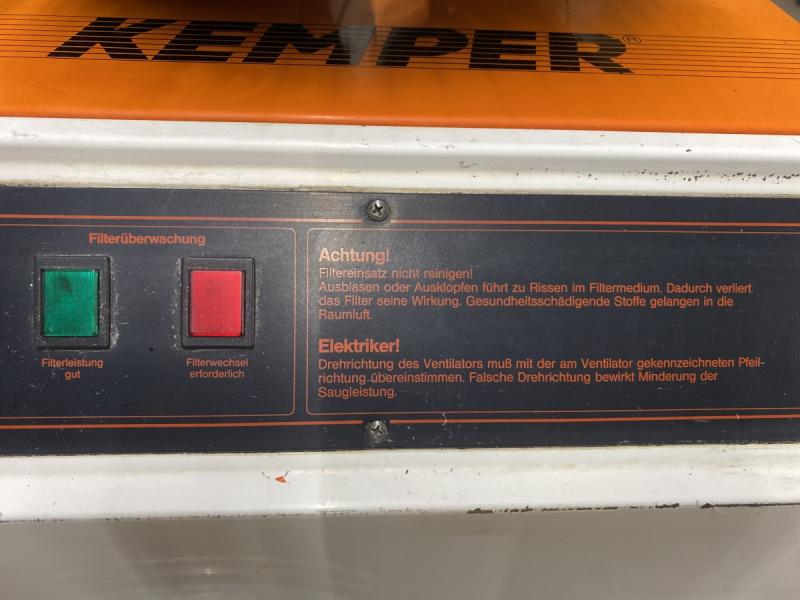 KEMPER®
Filterüberwachung
Filterleistung
gut
Filterwechsel
erforderlich
Achtung!
Filtereinsatz nicht reinigen!
Ausblasen oder Ausklopfen führt zu Rissen im Filtermedium. Dadurch verliert
das Filter seine Wirkung. Gesundheitsschädigende Stoffe gelangen in die
Raumluft.
Elektriker!
Drehrichtung des Ventilators muß mit der am Ventilator gekennzeichneten Pfeil-
richtung übereinstimmen. Falsche Drehrichtung bewirkt Minderung der
Saugleistung.